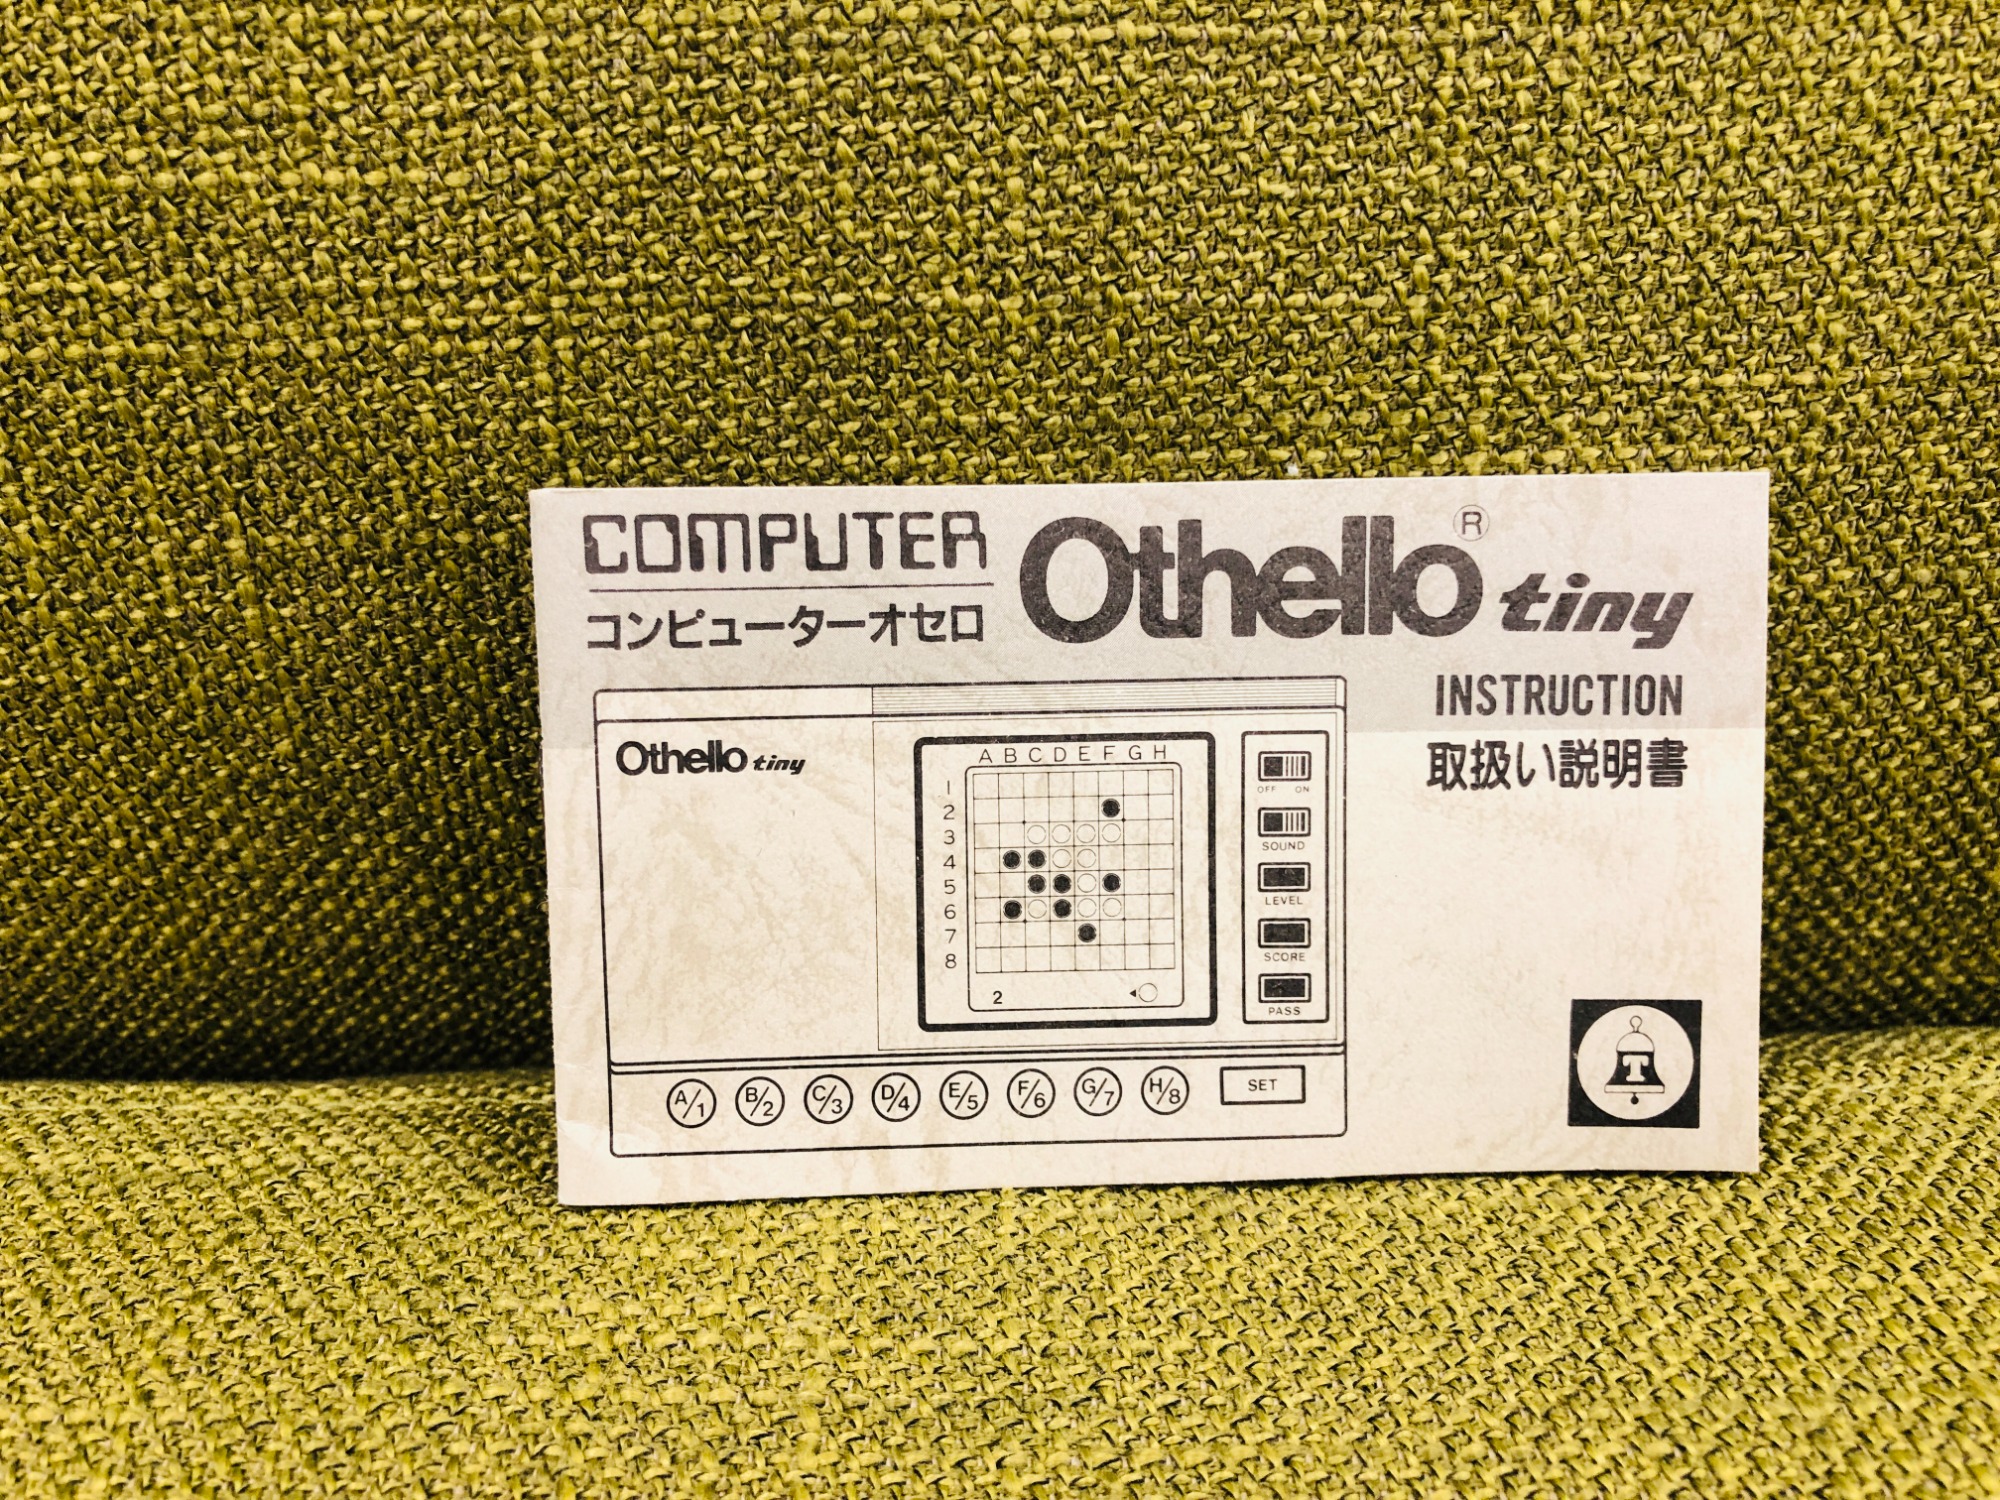 COMPUTER Othello® tiny
コンピューターオセロ
INSTRUCTION
取扱い説明書
Othello tiny
A B C D E F G H
1
2
3
4
5
6
7
8
2
OFF ON
SOUND
LEVEL
SCORE
PASS
A/1 B/2 C/3 D/4 E/5 F/6 G/7 H/8 SET
T